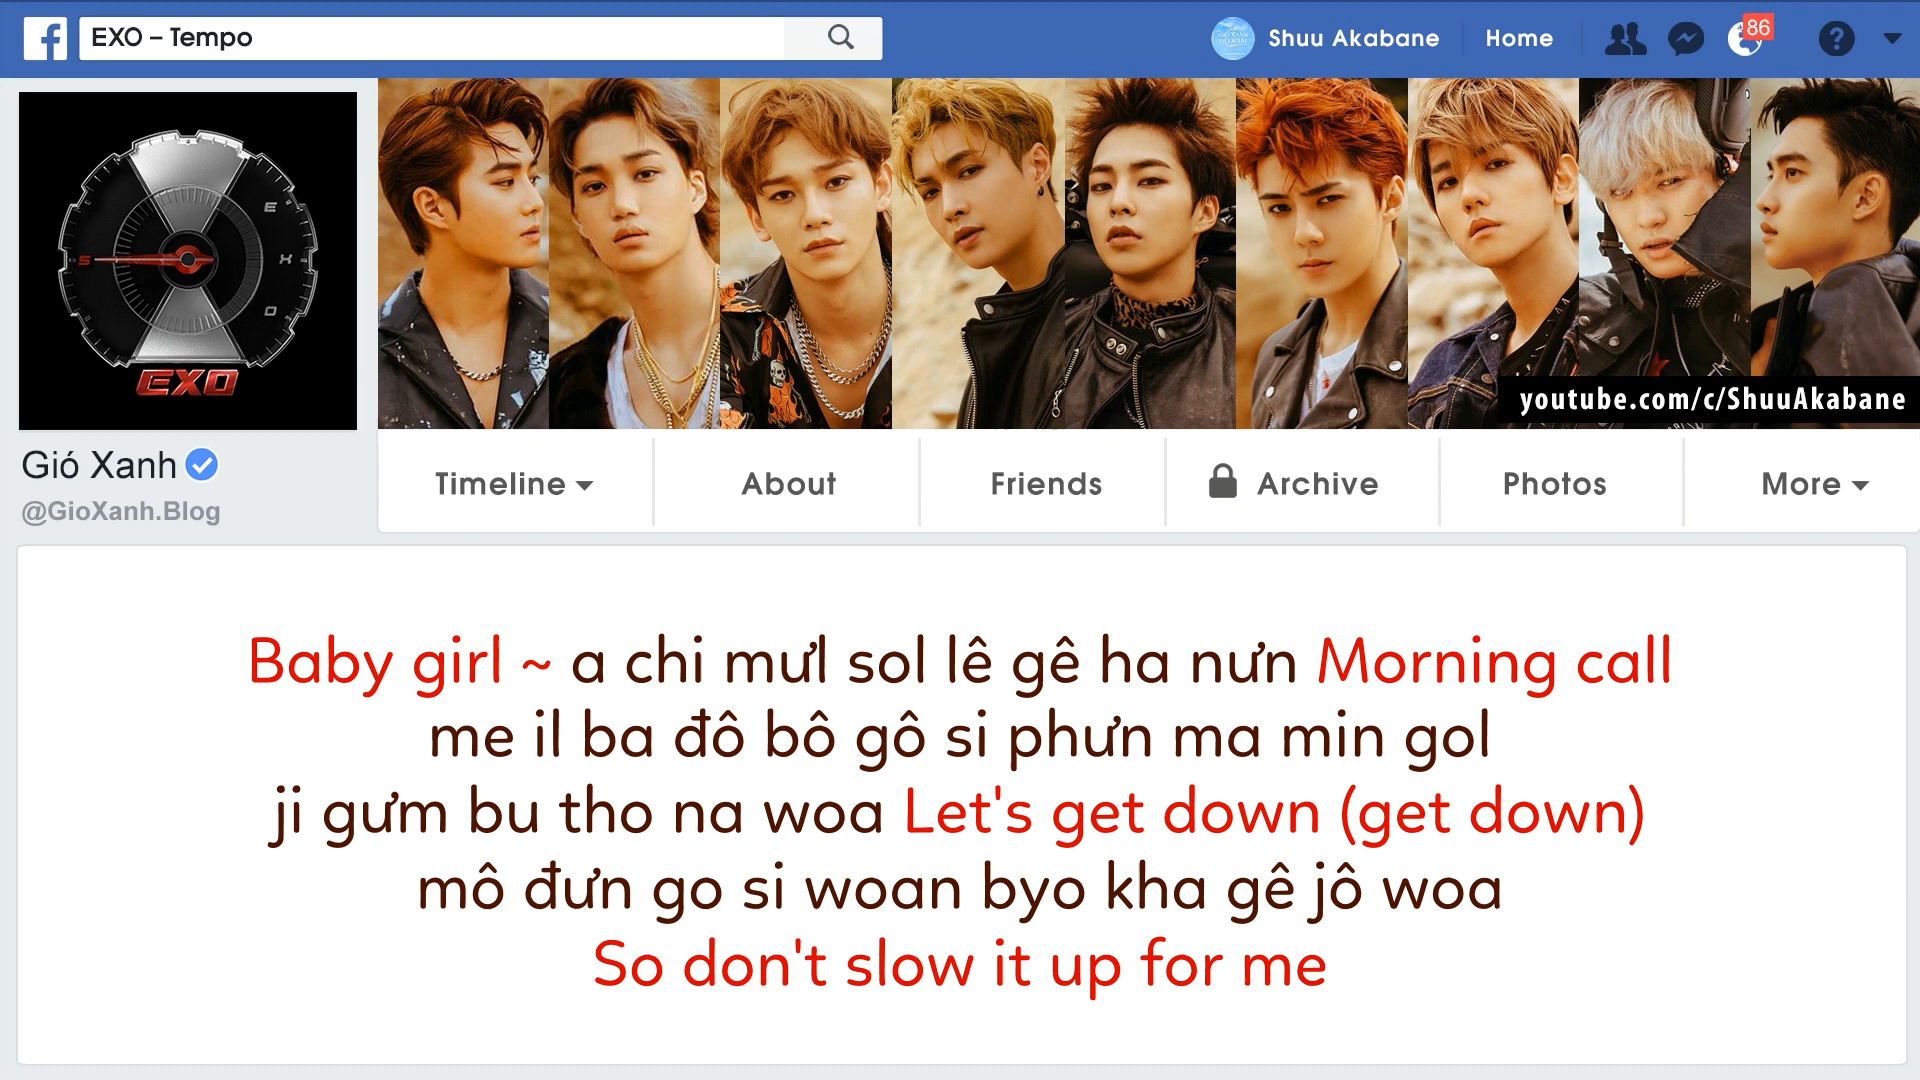 EXO – Tempo
Shuu Akabane
Home
86
?
S
E
X
O
EXO
youtube.com/c/ShuuAkabane
Gió Xanh
@GioXanh.Blog
Timeline
About
Friends
Archive
Photos
More
Baby girl ~ a chi mưl sol lê gê ha nưn Morning call
me il ba đô bô gô si phưn ma min gol
ji gưm bu tho na woa Let's get down (get down)
mô đưn go si woan byo kha gê jô woa
So don't slow it up for me